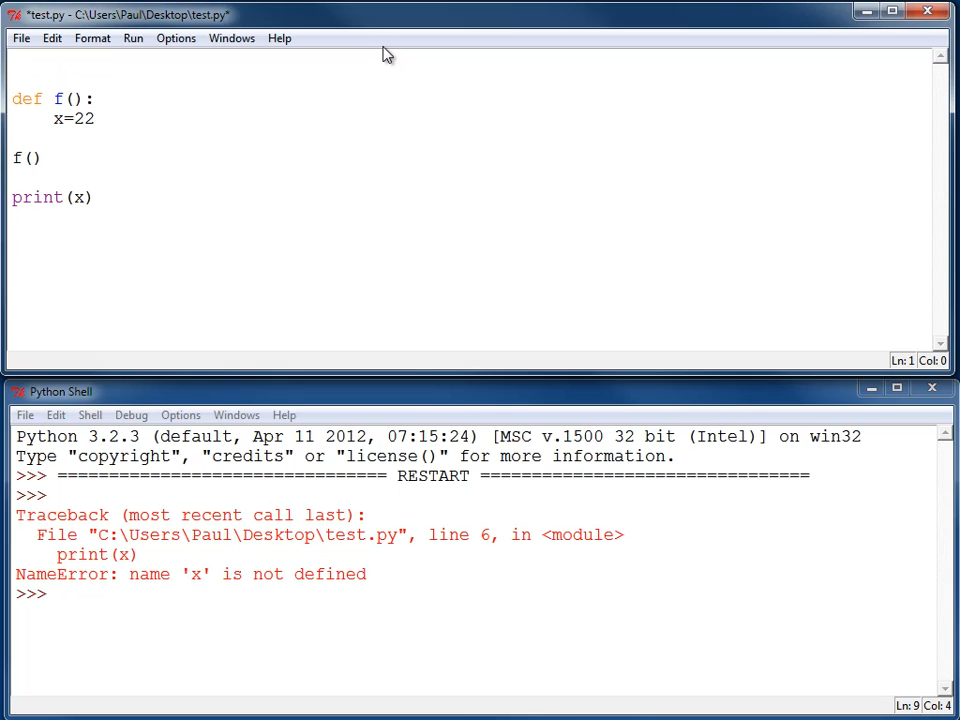 *test.py - C:\Users\Paul\Desktop\test.py*
File Edit Format Run Options Windows Help
def f():
    x=22
f()
print(x)
Ln: 1 Col: 0
Python Shell
File Edit Shell Debug Options Windows Help
Python 3.2.3 (default, Apr 11 2012, 07:15:24) [MSC v.1500 32 bit (Intel)] on win32
Type "copyright", "credits" or "license()" for more information.
>>> ================================ RESTART ================================
>>>
Traceback (most recent call last):
  File "C:\Users\Paul\Desktop\test.py", line 6, in <module>
    print(x)
NameError: name 'x' is not defined
>>>
Ln: 9 Col: 4